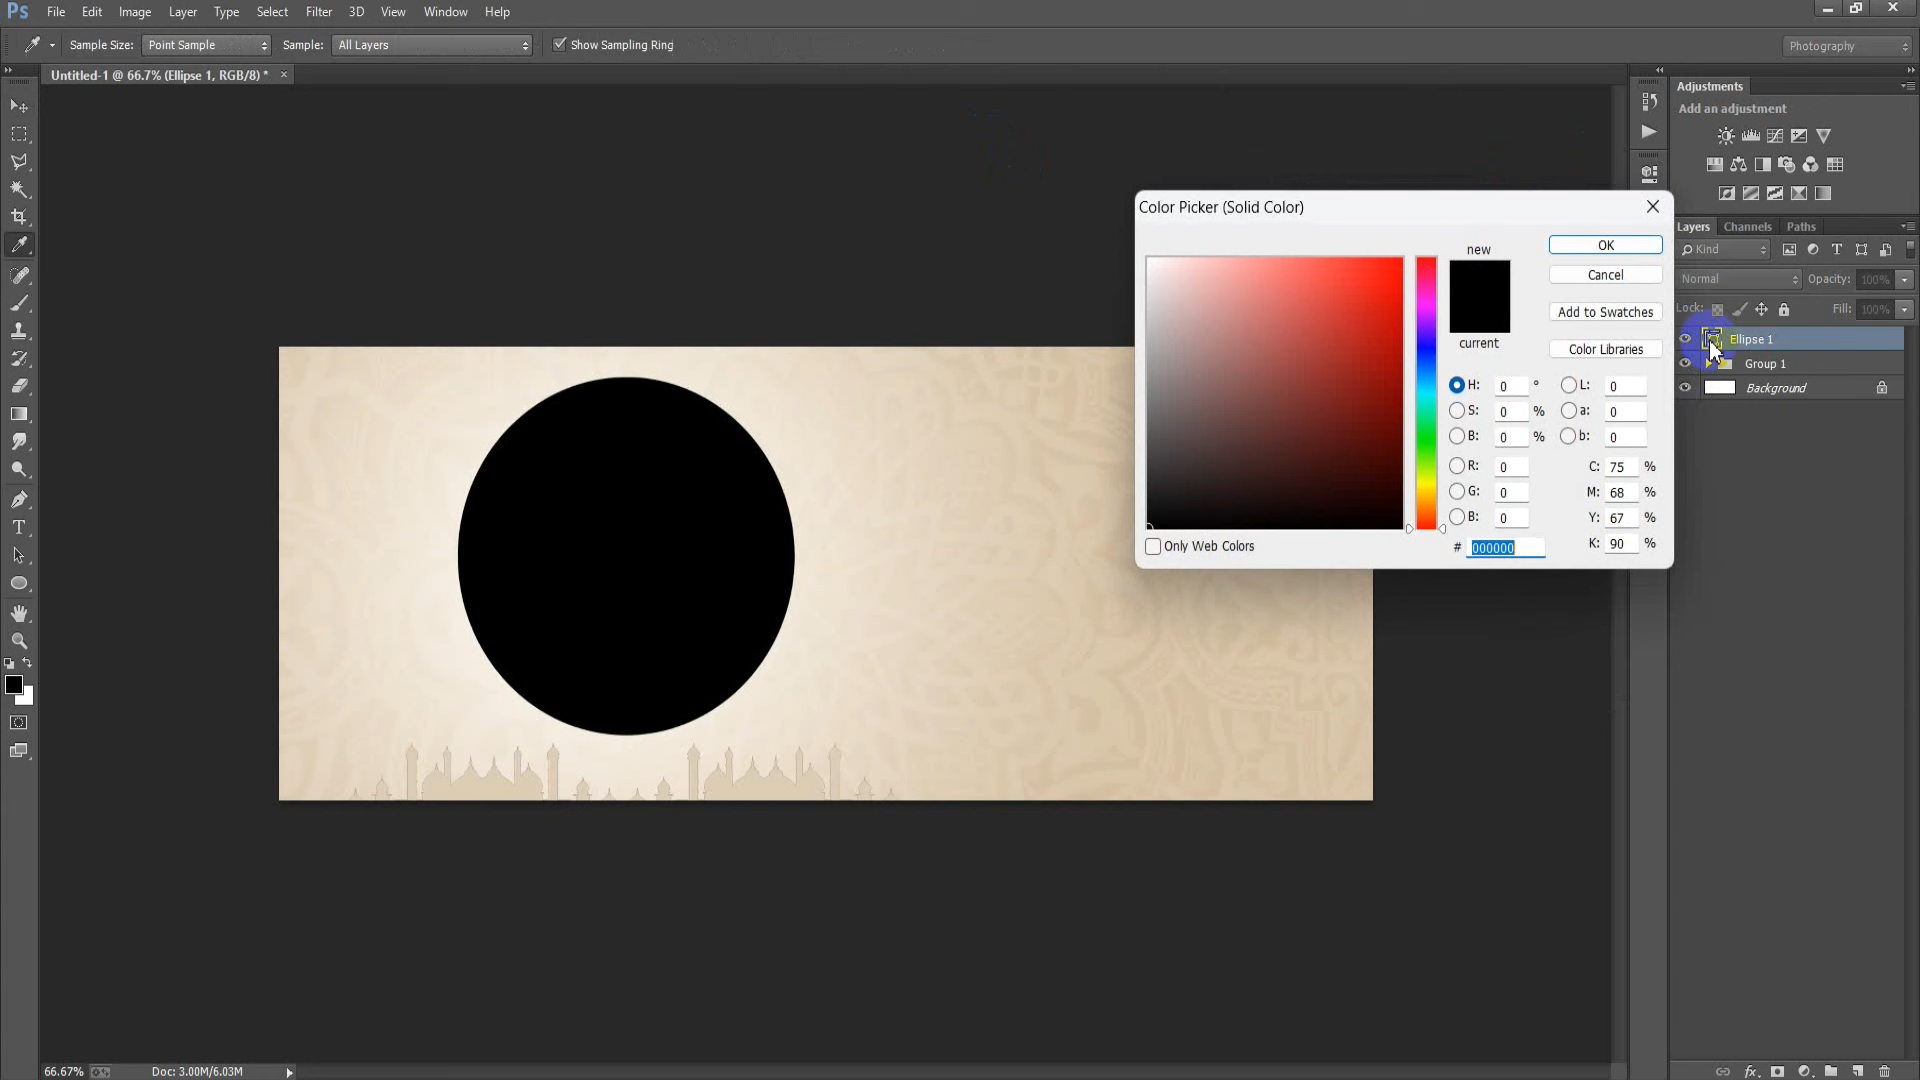 Ps File Edit Image Layer Type Select Filter 3D View Window Help
Sample Size: Point Sample Sample: All Layers Show Sampling Ring Photography
Untitled-1 @ 66.7% (Ellipse 1, RGB/8) * ×
Adjustments
Add an adjustment
Color Picker (Solid Color)
new
current
OK
Cancel
Add to Swatches
Color Libraries
H: 0 ° L: 0
S: 0 % a: 0
B: 0 % b: 0
R: 0 C: 75 %
G: 0 M: 68 %
B: 0 Y: 67 %
# 000000 K: 90 %
Only Web Colors
Layers Channels Paths
Kind
Normal Opacity: 100%
Lock: Fill: 100%
Ellipse 1
Group 1
Background
66.67% Doc: 3.00M/6.03M